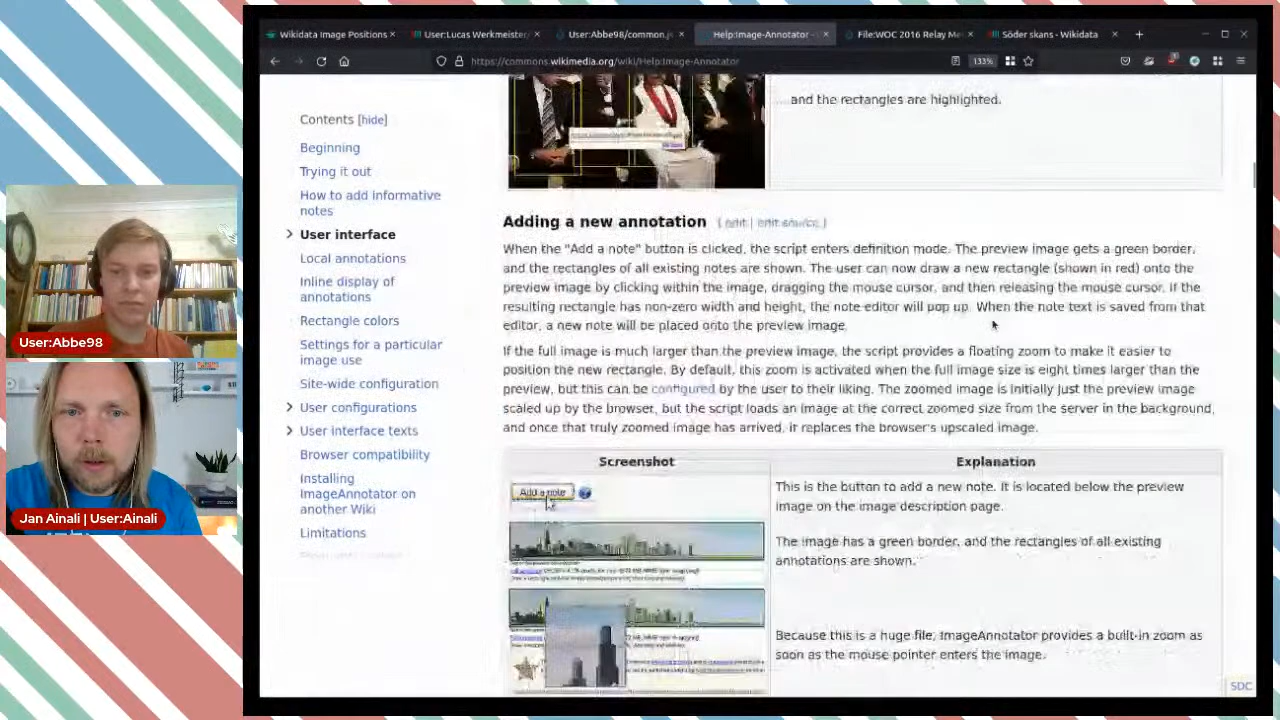 Wikidata Image Positions
User:Lucas Werkmeister
User:Abbe98/common.js
Help:Image-Annotator -
File:WOC 2016 Relay Me
Söder skans - Wikidata
https://commons.wikimedia.org/wiki/Help:Image-Annotator
133%
Contents [hide]
Beginning
Trying it out
How to add informative
notes
User interface
Local annotations
Inline display of
annotations
Rectangle colors
Settings for a particular
image use
Site-wide configuration
User configurations
User interface texts
Browser compatibility
Installing
ImageAnnotator on
another Wiki
Limitations
... and the rectangles are highlighted.
Adding a new annotation [ edit | edit source ]
When the "Add a note" button is clicked, the script enters definition mode. The preview image gets a green border,
and the rectangles of all existing notes are shown. The user can now draw a new rectangle (shown in red) onto the
preview image by clicking within the image, dragging the mouse cursor, and then releasing the mouse cursor. If the
resulting rectangle has non-zero width and height, the note editor will pop up. When the note text is saved from that
editor, a new note will be placed onto the preview image.
If the full image is much larger than the preview image, the script provides a floating zoom to make it easier to
position the new rectangle. By default, this zoom is activated when the full image size is eight times larger than the
preview, but this can be configured by the user to their liking. The zoomed image is initially just the preview image
scaled up by the browser, but the script loads an image at the correct zoomed size from the server in the background,
and once that truly zoomed image has arrived, it replaces the browser's upscaled image.
Screenshot
Explanation
Add a note
This is the button to add a new note. It is located below the preview
image on the image description page.
The image has a green border, and the rectangles of all existing
annotations are shown.
Because this is a huge file, ImageAnnotator provides a built-in zoom as
soon as the mouse pointer enters the image.
SDC
User:Abbe98
Jan Ainali | User:Ainali